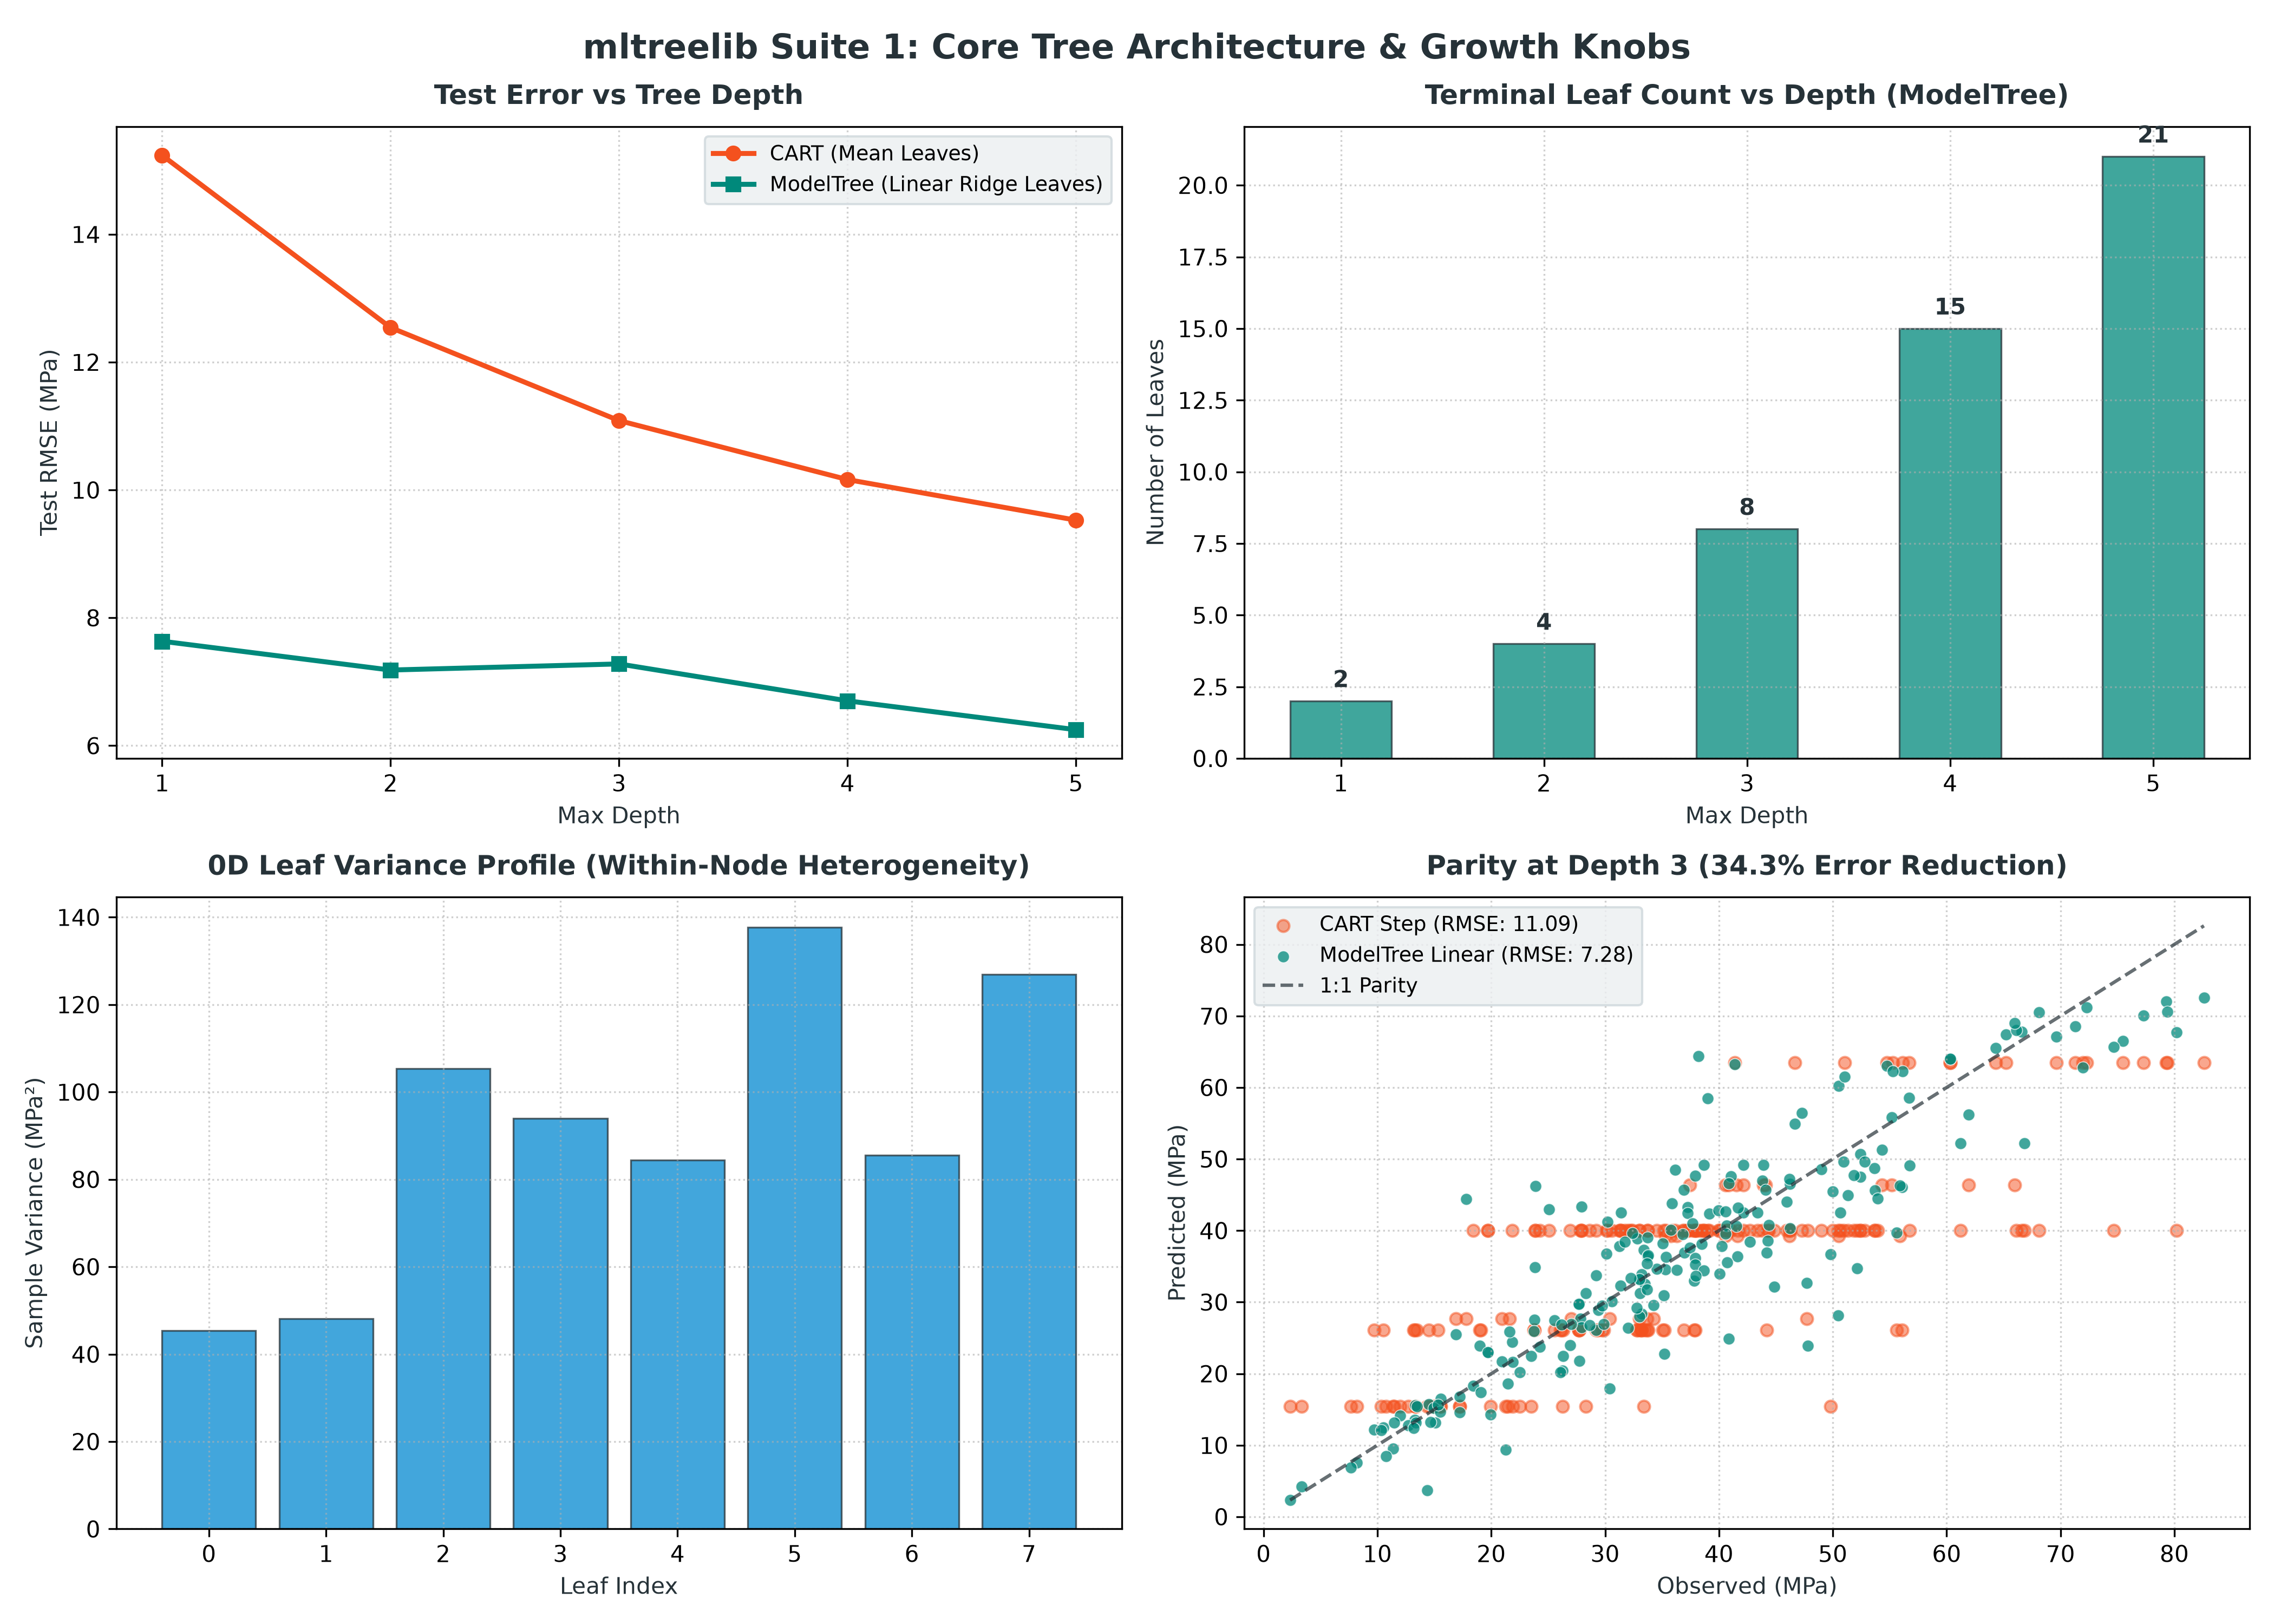 mltreelib Suite 1: Core Tree Architecture & Growth Knobs
Test Error vs Tree Depth
CART (Mean Leaves)
ModelTree (Linear Ridge Leaves)
14
12
10
8
6
Test RMSE (MPa)
1 2 3 4 5
Max Depth
Terminal Leaf Count vs Depth (ModelTree)
20.0
17.5
15.0
12.5
10.0
7.5
5.0
2.5
0.0
Number of Leaves
2
4
8
15
21
1 2 3 4 5
Max Depth
0D Leaf Variance Profile (Within-Node Heterogeneity)
140
120
100
80
60
40
20
0
Sample Variance (MPa²)
0 1 2 3 4 5 6 7
Leaf Index
Parity at Depth 3 (34.3% Error Reduction)
CART Step (RMSE: 11.09)
ModelTree Linear (RMSE: 7.28)
1:1 Parity
80
70
60
50
40
30
20
10
0
Predicted (MPa)
0 10 20 30 40 50 60 70 80
Observed (MPa)